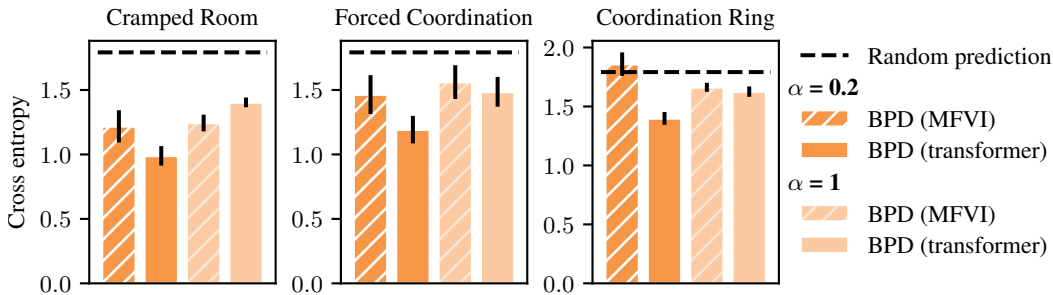 Cramped Room
Forced Coordination
Coordination Ring
Cross entropy
1.5
1.0
0.5
0.0
1.5
1.0
0.5
0.0
2.0
1.5
1.0
0.5
0.0
Random prediction
α = 0.2
BPD (MFVI)
BPD (transformer)
α = 1
BPD (MFVI)
BPD (transformer)